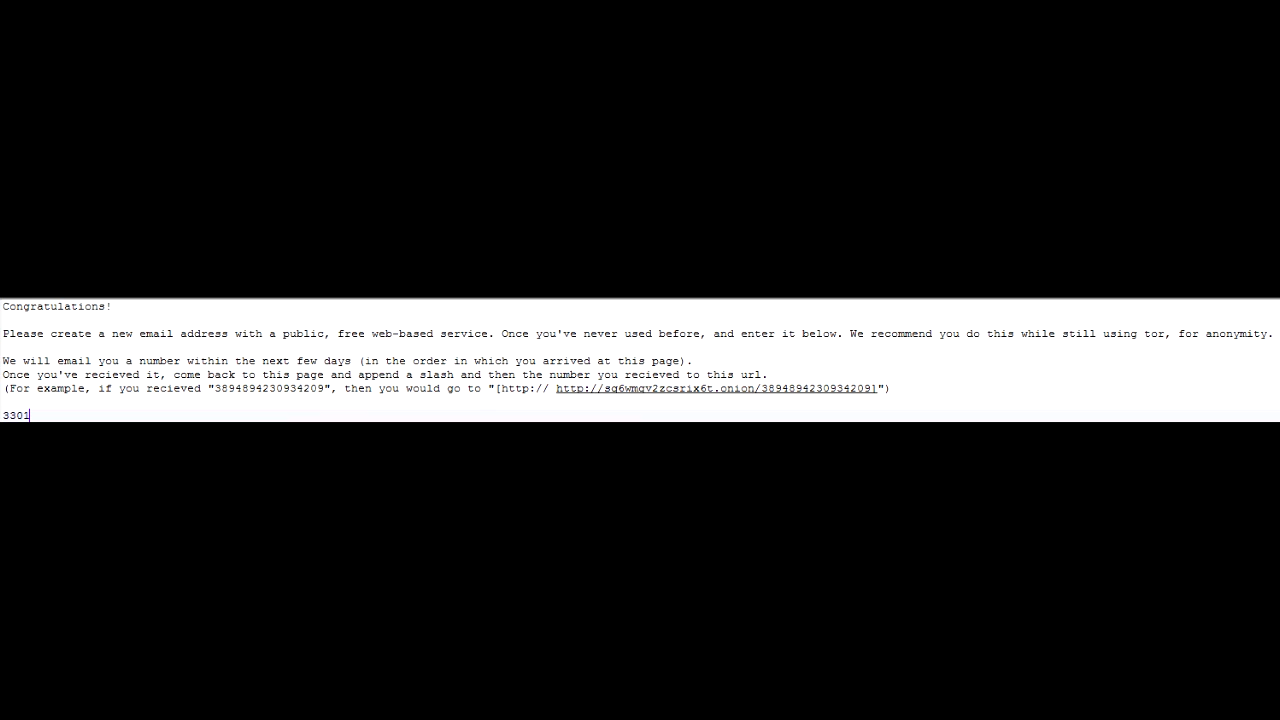 Congratulations!
Please create a new email address with a public, free web-based service. Once you've never used before, and enter it below. We recommend you do this while still using tor, for anonymity.
We will email you a number within the next few days (in the order in which you arrived at this page).
Once you've recieved it, come back to this page and append a slash and then the number you recieved to this url.
(For example, if you recieved "3894894230934209", then you would go to "[http:// http://sq6wmgv2zcsrix6t.onion/3894894230934209]")
3301